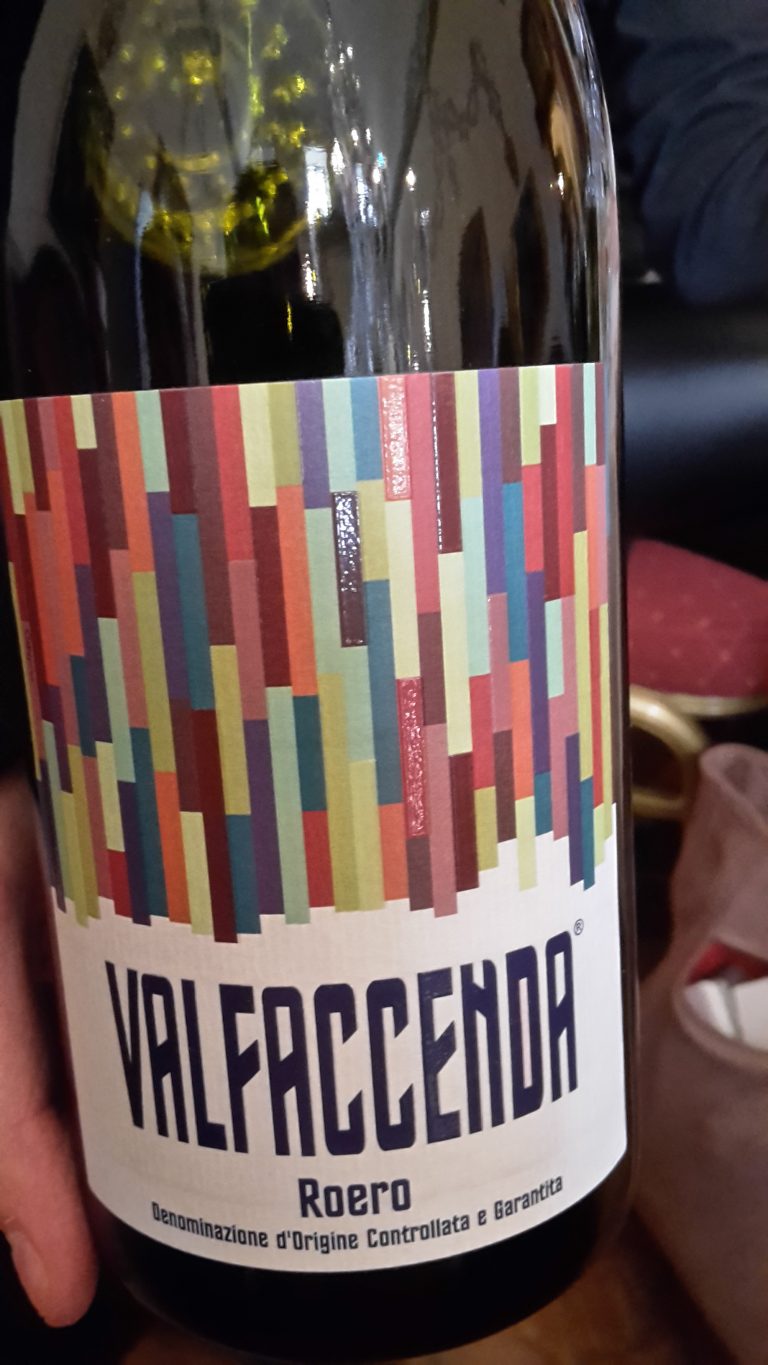 VALFACCENDA®
Roero
Denominazione d'Origine Controllata e Garantita